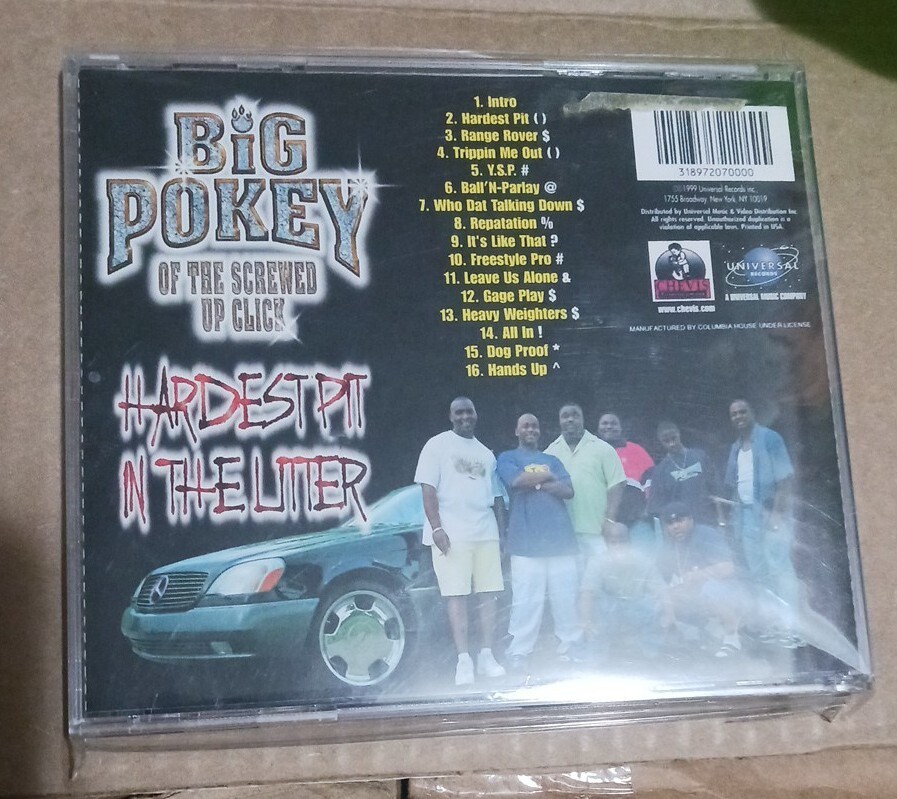 BiG
POKEY
OF THE SCREWED
UP CLICK
HARDEST PIT
IN THE LITTER
1. Intro
2. Hardest Pit ( )
3. Range Rover $
4. Trippin Me Out ( )
5. Y.S.P. #
6. Ball'N-Parlay @
7. Who Dat Talking Down $
8. Repatation %
9. It's Like That ?
10. Freestyle Pro #
11. Leave Us Alone &
12. Gage Play $
13. Heavy Weighters $
14. All In !
15. Dog Proof *
16. Hands Up ^
318972070000
©1999 Universal Records inc.,
1755 Broadway, New York, NY 10019
Distributed by Universal Music & Video Distribution Inc
All rights reserved. Unauthorized duplication is a
violation of applicable laws. Printed in USA.
CHEVIS
www.chevis.com
UNIVERSAL
RECORDS
A UNIVERSAL MUSIC COMPANY
MANUFACTURED BY COLUMBIA HOUSE UNDER LICENSE